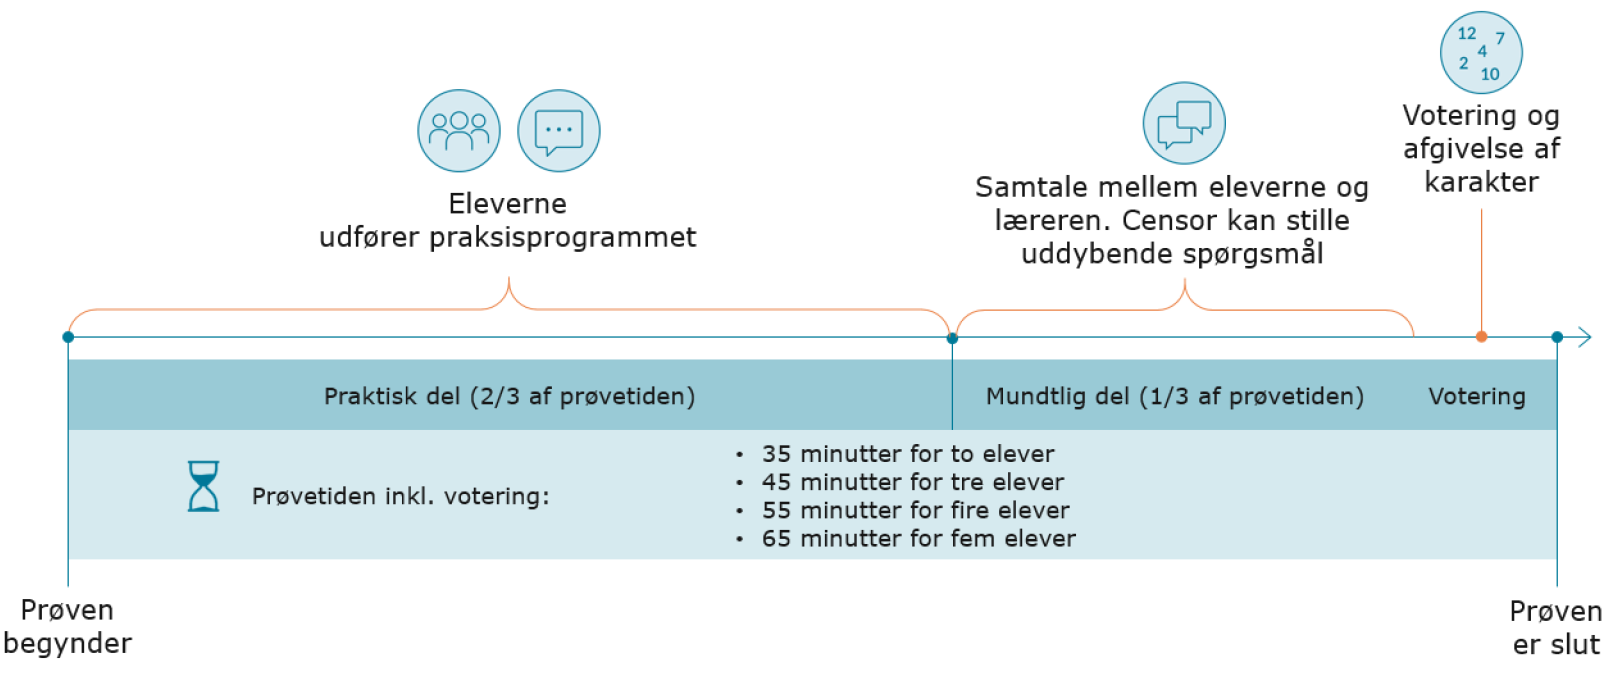 12
7
4
2
10
Votering og
afgivelse af
karakter
Eleverne
udfører praksisprogrammet
Samtale mellem eleverne og
læreren. Censor kan stille
uddybende spørgsmål
Praktisk del (2/3 af prøvetiden)
Mundtlig del (1/3 af prøvetiden)
Votering
Prøvetiden inkl. votering:
• 35 minutter for to elever
• 45 minutter for tre elever
• 55 minutter for fire elever
• 65 minutter for fem elever
Prøven
begynder
Prøven
er slut